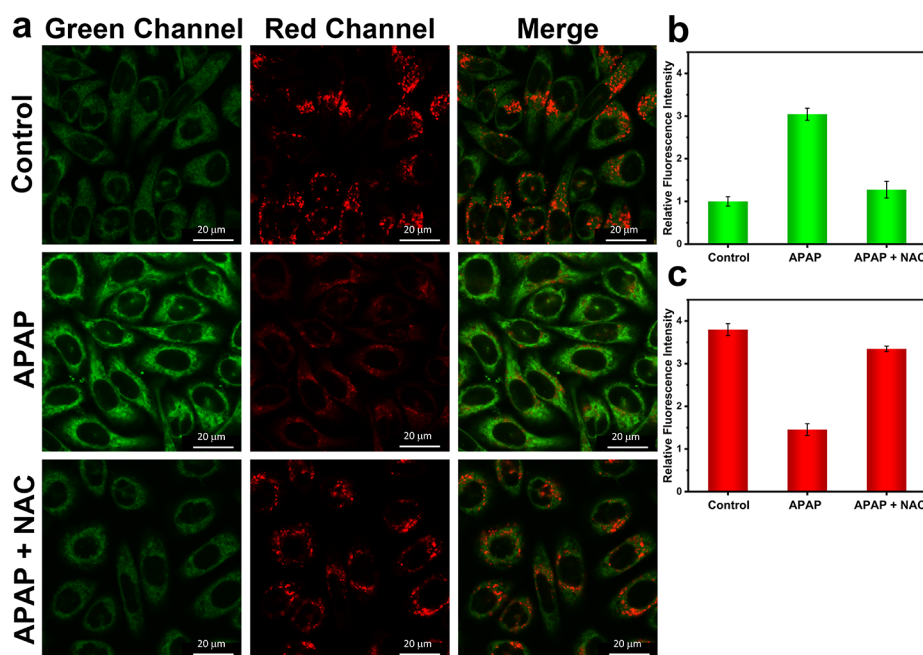 a
Green Channel Red Channel Merge
Control
20 μm 20 μm 20 μm
APAP
20 μm 20 μm 20 μm
APAP + NAC
20 μm 20 μm 20 μm
b
Relative Fluorescence Intensity
4
3
2
1
0
Control APAP APAP + NAC
c
Relative Fluorescence Intensity
4
3
2
1
0
Control APAP APAP + NAC